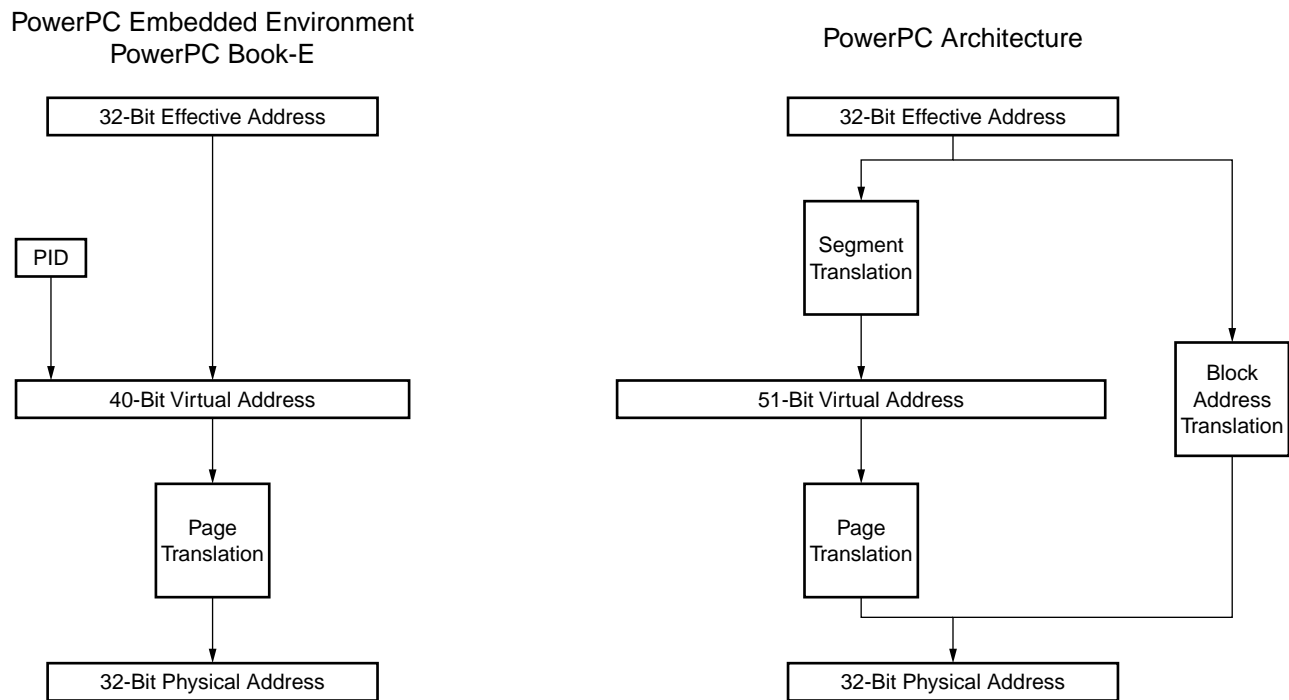 PowerPC Embedded Environment
PowerPC Book-E
32-Bit Effective Address
PID
40-Bit Virtual Address
Page
Translation
32-Bit Physical Address
PowerPC Architecture
32-Bit Effective Address
Segment
Translation
51-Bit Virtual Address
Block
Address
Translation
Page
Translation
32-Bit Physical Address